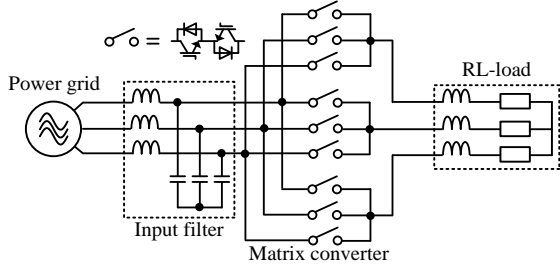 =
Power grid
RL-load
Input filter
Matrix converter